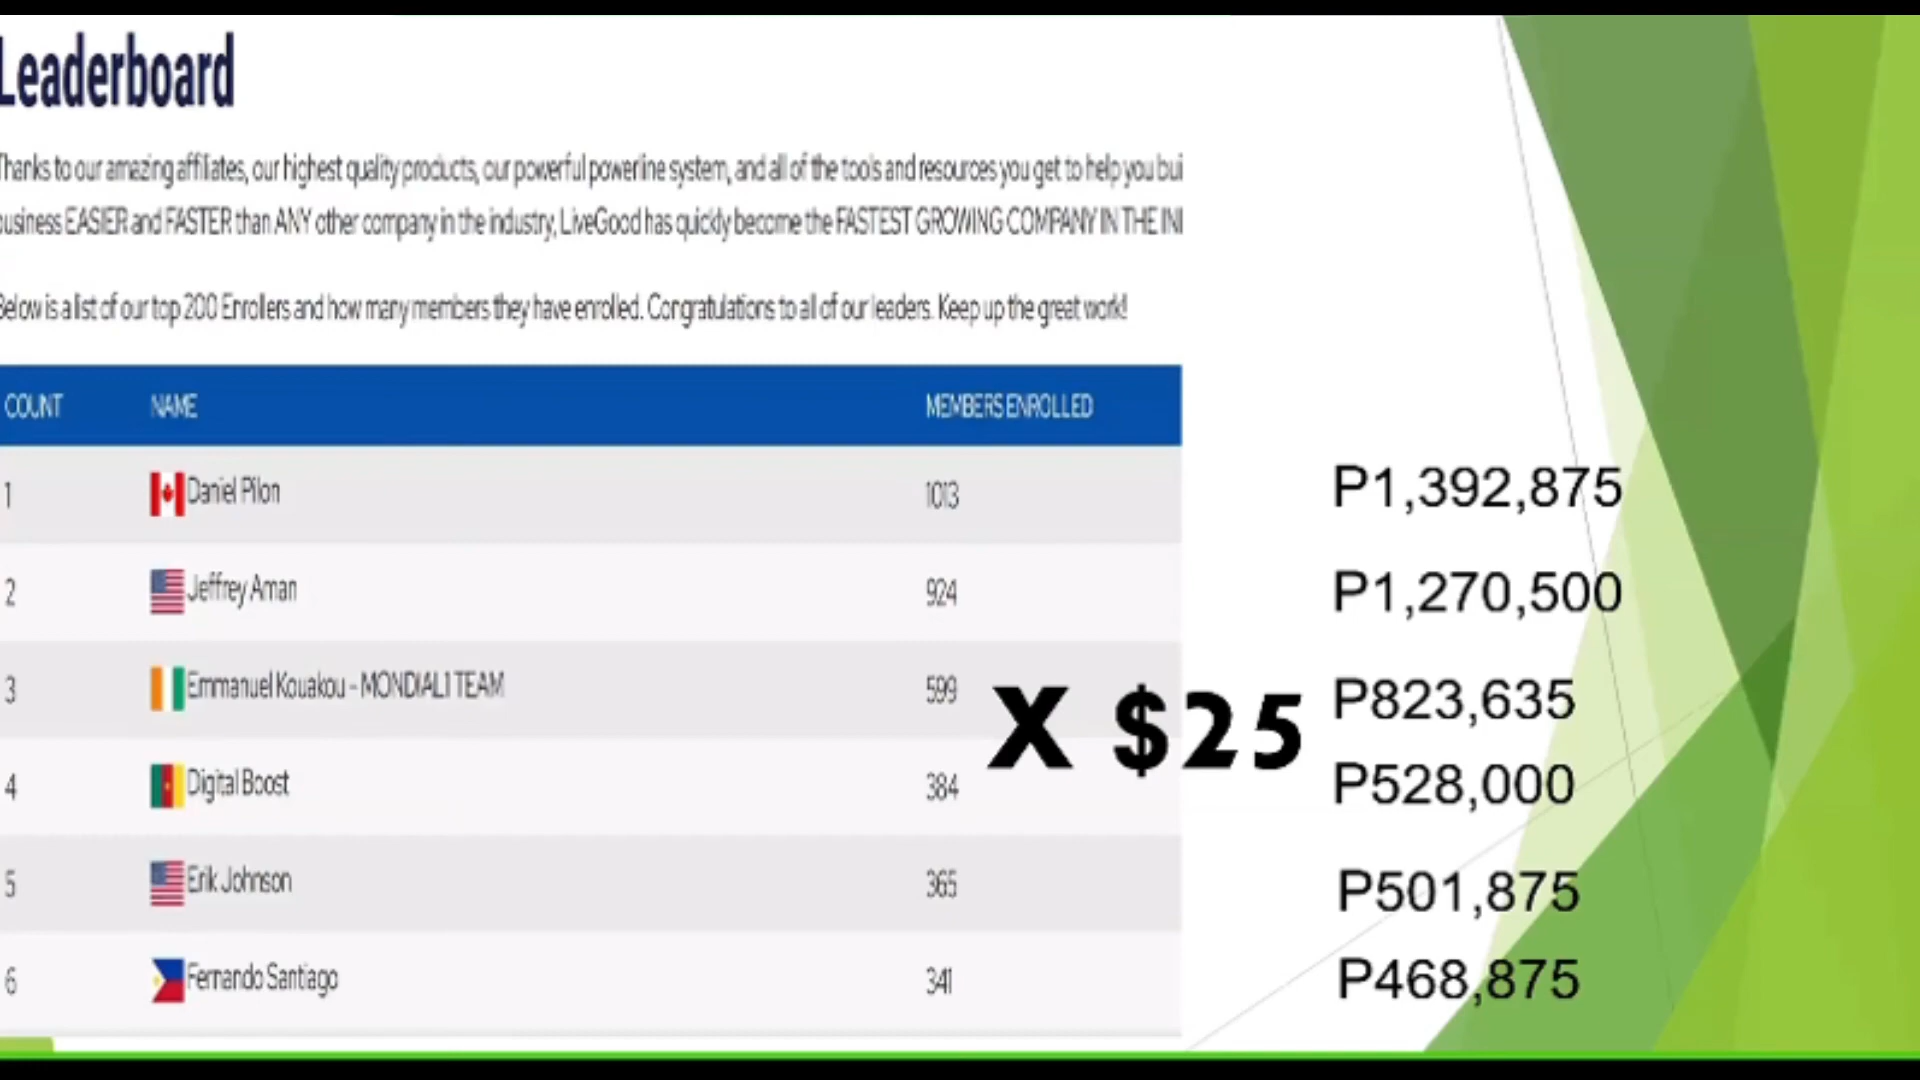 Leaderboard
Thanks to our amazing affiliates, our highest quality products, our powerful powerline system, and all of the tools and resources you get to help you bui
business EASIER and FASTER than ANY other company in the industry, LiveGood has quickly become the FASTEST GROWING COMPANY IN THE IN
Below is a list of our top 200 Enrollers and how many members they have enrolled. Congratulations to all of our leaders. Keep up the great work!
COUNT NAME MEMBERS ENROLLED
1 Daniel Pilon 1013 P1,392,875
2 Jeffrey Aman 924 P1,270,500
3 Emmanuel Kouakou - MONDIAL1 TEAM 599 P823,635
X $25
4 Digital Boost 384 P528,000
5 Erik Johnson 365 P501,875
6 Fernando Santiago 341 P468,875